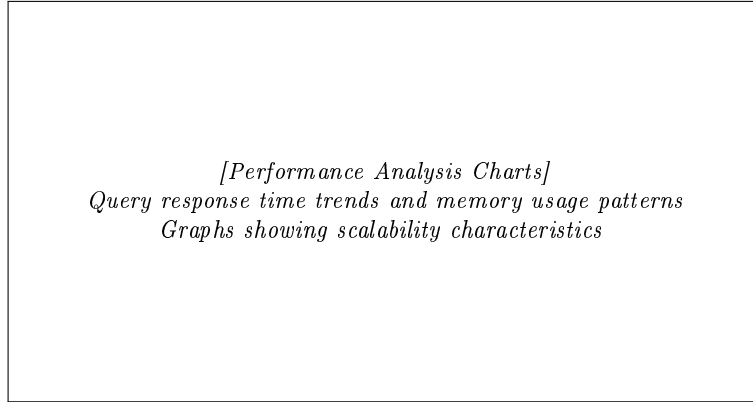 [Performance Analysis Charts]
Query response time trends and memory usage patterns
Graphs showing scalability characteristics